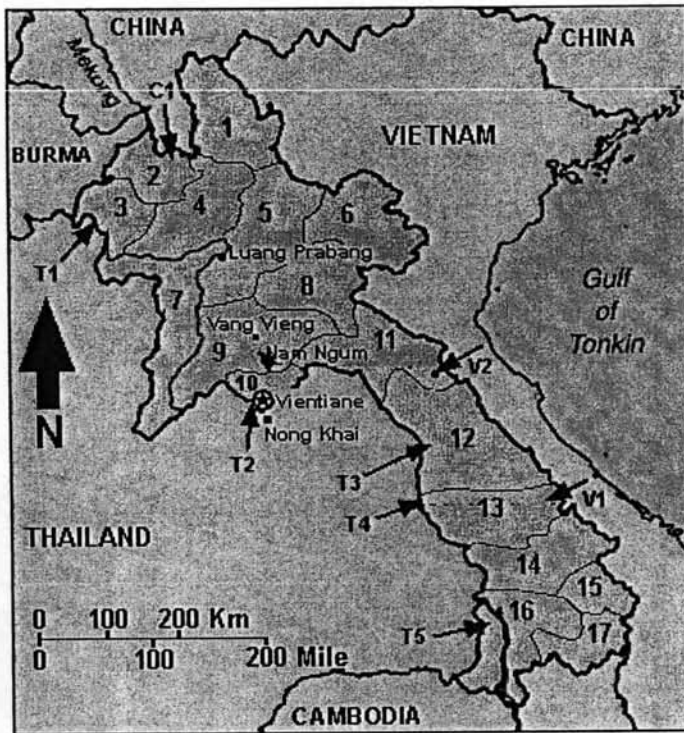 CHINA
CHINA
Mekong
C1
1
VIETNAM
BURMA
2
3
4
5
6
Luang Prabang
T1
7
8
Gulf
of
Tonkin
Vang Vieng
11
9
Nam Ngum
V2
10
Vientiane
N
Nong Khai
T2
12
T3
V1
13
T4
THAILAND
14
15
16
0 100 200 Km
T5
17
0 100 200 Mile
CAMBODIA